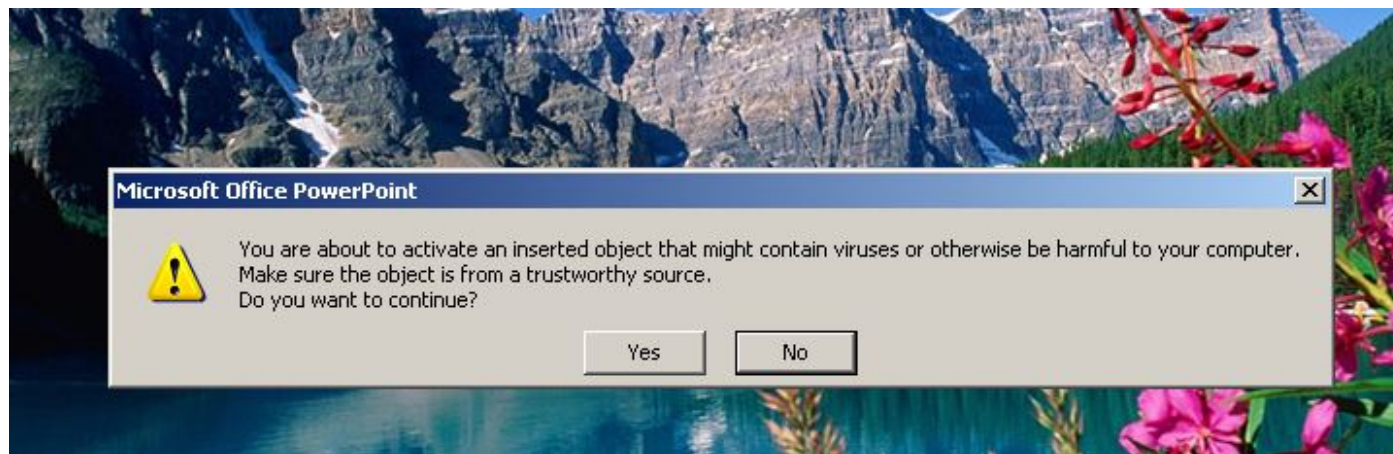 Microsoft Office PowerPoint
You are about to activate an inserted object that might contain viruses or otherwise be harmful to your computer.
Make sure the object is from a trustworthy source.
Do you want to continue?
Yes No